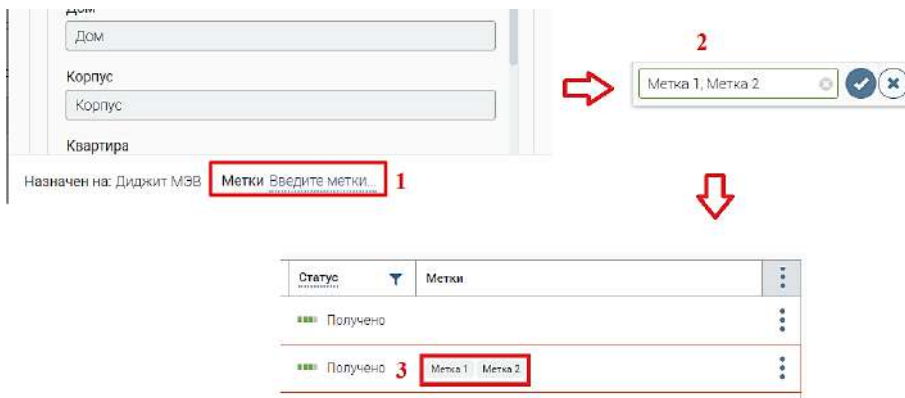 Дом
Дом
Корпус
Корпус
Квартира
Назначен на: Диджит МЭВ Метки Введите метки... 1
2
Метка 1, Метка 2
Статус Метки
Получено
Получено 3 Метка 1 Метка 2